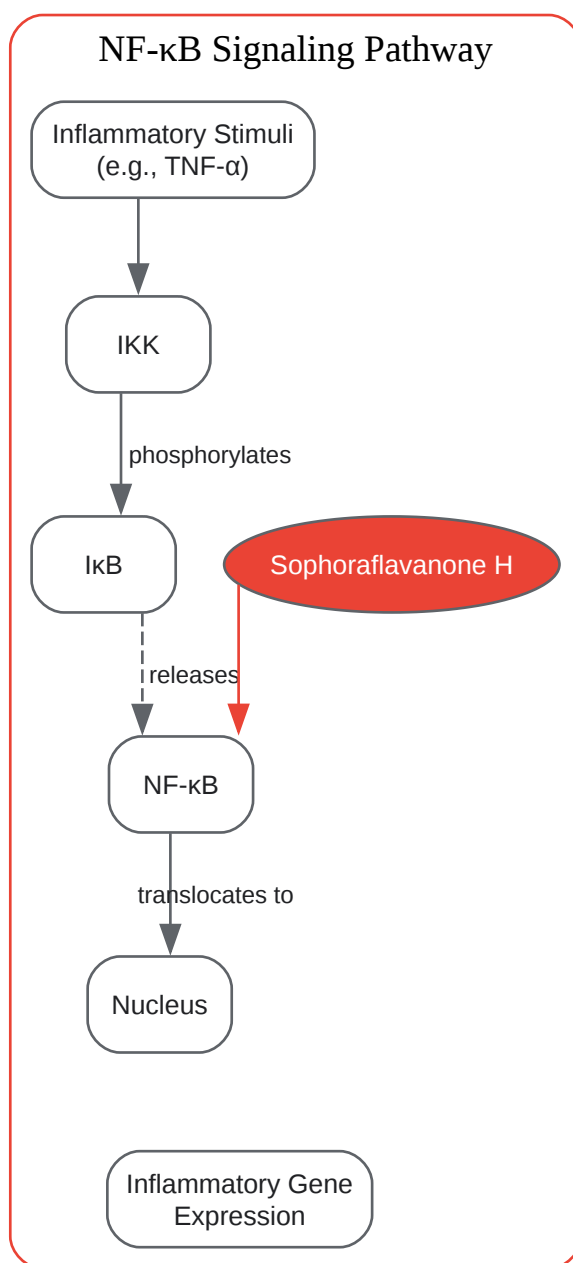 NF-κB Signaling Pathway
Inflammatory Stimuli
(e.g., TNF-α)
IKK
phosphorylates
IκB
Sophoraflavanone H
releases
NF-κB
translocates to
Nucleus
Inflammatory Gene
Expression